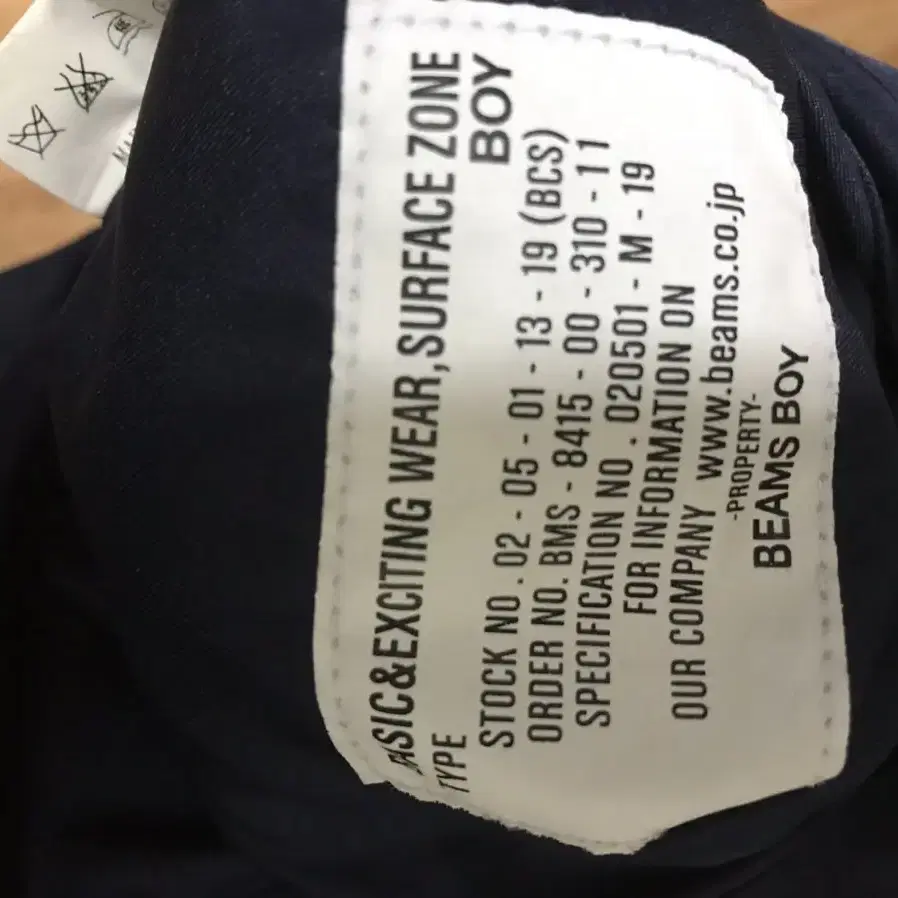 BASIC&EXCITING WEAR,SURFACE ZONE
TYPE BOY
STOCK NO . 02 - 05 - 01 - 13 - 19 (BCS)
ORDER NO. BMS - 8415 - 00 - 310 - 11
SPECIFICATION NO . 020501 - M - 19
FOR INFORMATION ON
OUR COMPANY www.beams.co.jp
-PROPERTY-
BEAMS BOY